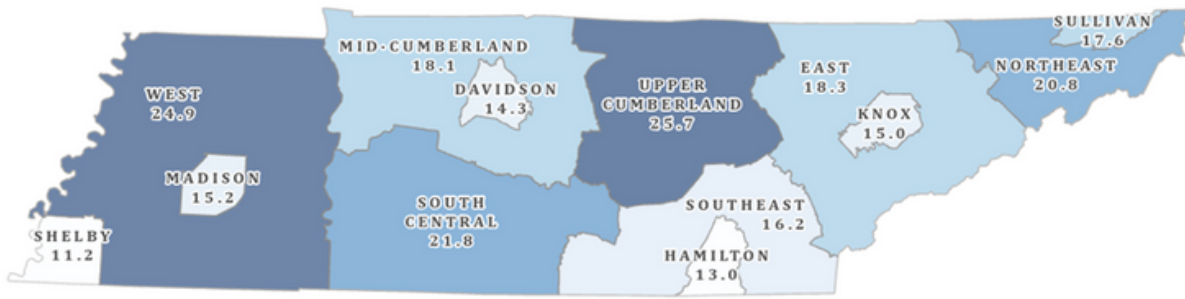 SULLIVAN
17.6
MID-CUMBERLAND
18.1
NORTHEAST
20.8
EAST
18.3
UPPER
CUMBERLAND
25.7
DAVIDSON
14.3
WEST
24.9
KNOX
15.0
MADISON
15.2
SOUTH
CENTRAL
21.8
SOUTHEAST
16.2
SHELBY
11.2
HAMILTON
13.0